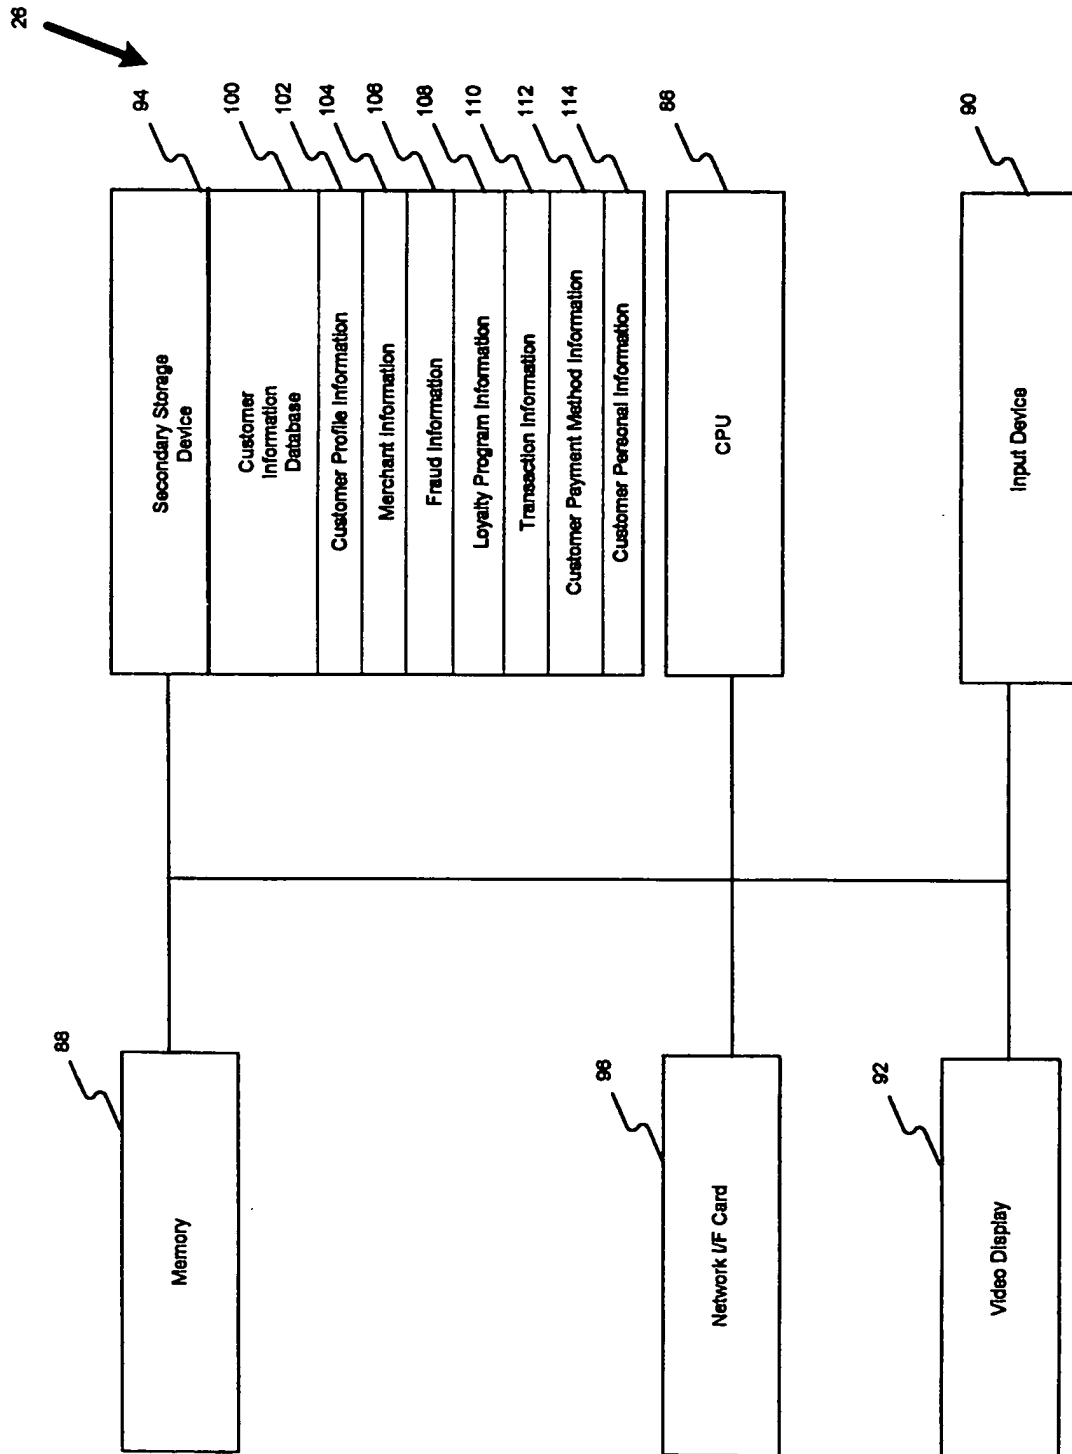 26
88
Memory
94
Secondary Storage
Device
100
Customer
Information
Database
102
Customer Profile Information
104
Merchant Information
106
Fraud Information
108
Loyalty Program Information
110
Transaction Information
112
Customer Payment Method Information
114
Customer Personal Information
96
Network I/F Card
86
CPU
92
Video Display
90
Input Device